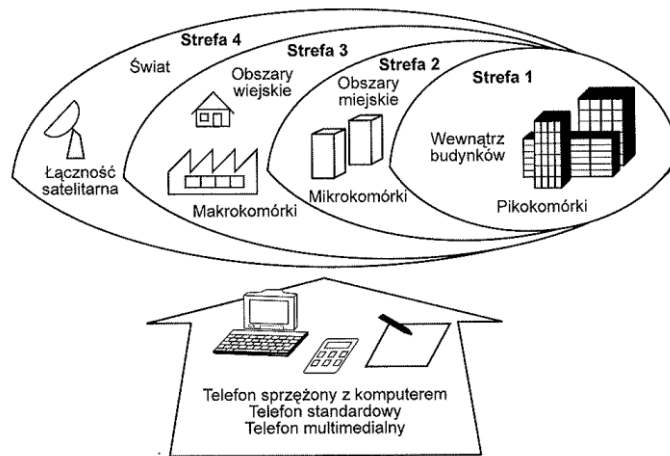 Strefa 4
Świat
Łączność
satelitarna
Strefa 3
Obszary
wiejskie
Makrokomórki
Strefa 2
Obszary
miejskie
Mikrokomórki
Strefa 1
Wewnątrz
budynków
Pikokomórki
Telefon sprzężony z komputerem
Telefon standardowy
Telefon multimedialny